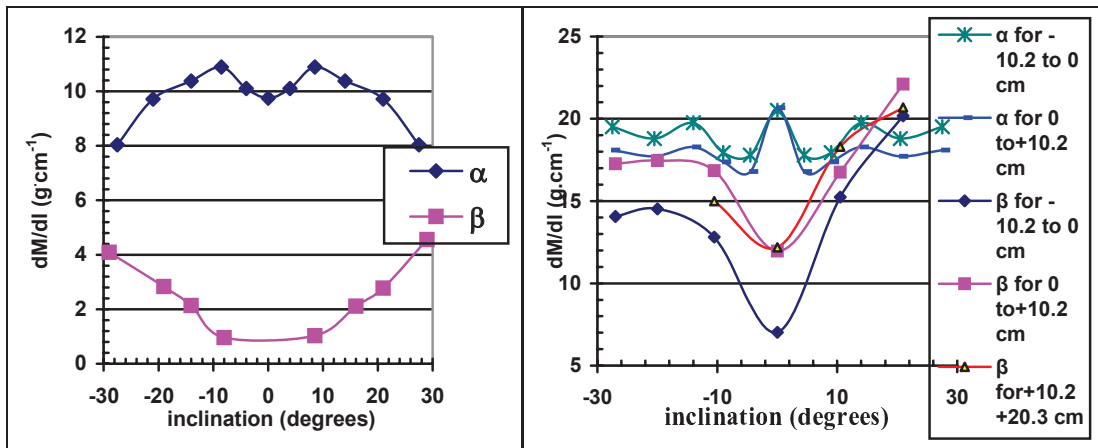 12
10
8
6
4
2
0
dM/dl (g.cm-1)
-30 -20 -10 0 10 20 30
inclination (degrees)
α
β
25
20
15
10
5
dM/dl (g.cm-1)
-30 -10 10 30
inclination (degrees)
α for -
10.2 to 0
cm
α for 0
to+10.2
cm
β for -
10.2 to 0
cm
β for 0
to+10.2
cm
β
for+10.2
+20.3 cm